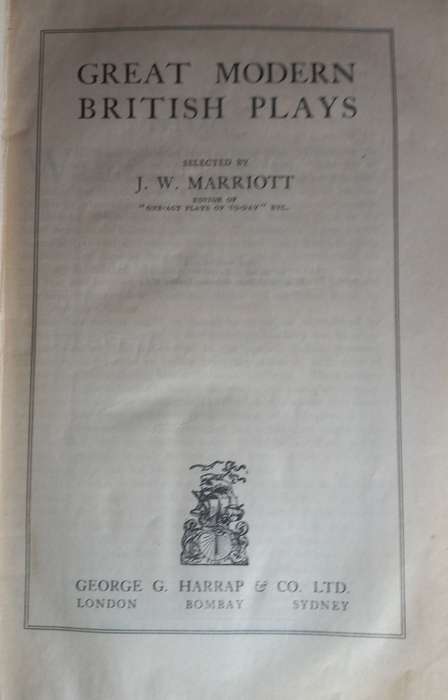 GREAT MODERN
BRITISH PLAYS
SELECTED BY
J. W. MARRIOTT
EDITOR OF
"ONE-ACT PLAYS OF TO-DAY" ETC.
GEORGE G. HARRAP & CO. LTD.
LONDON BOMBAY SYDNEY